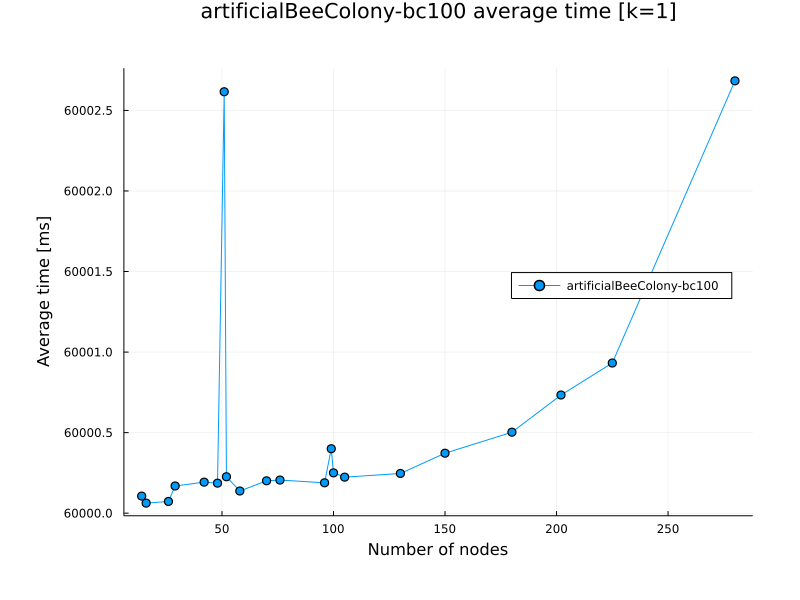 artificialBeeColony-bc100 average time [k=1]
60002.5
60002.0
60001.5
60001.0
60000.5
60000.0
Average time [ms]
artificialBeeColony-bc100
50 100 150 200 250
Number of nodes